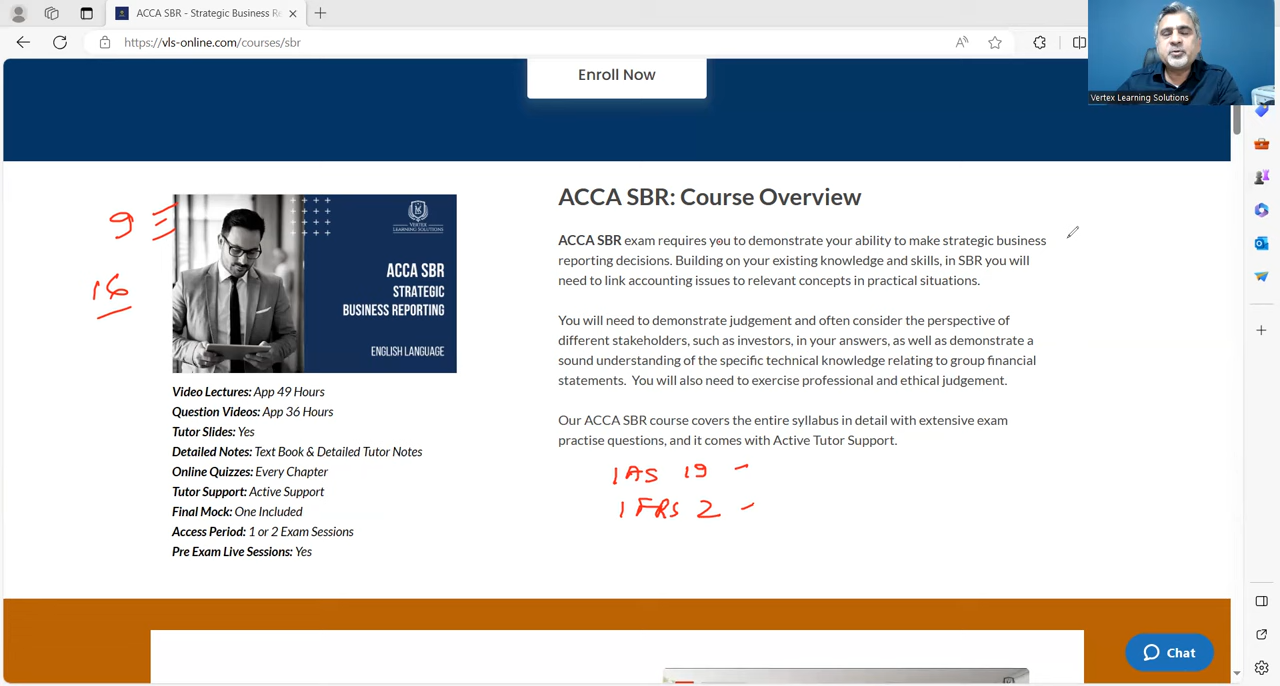 ACCA SBR - Strategic Business Re
https://vls-online.com/courses/sbr
Vertex Learning Solutions
Enroll Now
9
16
VERTEX
LEARNING SOLUTIONS
ACCA SBR
STRATEGIC
BUSINESS REPORTING
ENGLISH LANGUAGE
Video Lectures: App 49 Hours
Question Videos: App 36 Hours
Tutor Slides: Yes
Detailed Notes: Text Book & Detailed Tutor Notes
Online Quizzes: Every Chapter
Tutor Support: Active Support
Final Mock: One Included
Access Period: 1 or 2 Exam Sessions
Pre Exam Live Sessions: Yes
ACCA SBR: Course Overview
ACCA SBR exam requires you to demonstrate your ability to make strategic business
reporting decisions. Building on your existing knowledge and skills, in SBR you will
need to link accounting issues to relevant concepts in practical situations.
You will need to demonstrate judgement and often consider the perspective of
different stakeholders, such as investors, in your answers, as well as demonstrate a
sound understanding of the specific technical knowledge relating to group financial
statements. You will also need to exercise professional and ethical judgement.
Our ACCA SBR course covers the entire syllabus in detail with extensive exam
practise questions, and it comes with Active Tutor Support.
IAS 19 -
IFRS 2 -
Chat